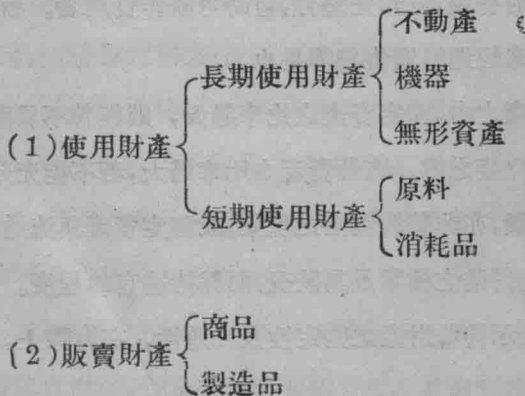 (1)使用財產
長期使用財產
不動產
機器
無形資產
短期使用財產
原料
消耗品
(2)販賣財產
商品
製造品